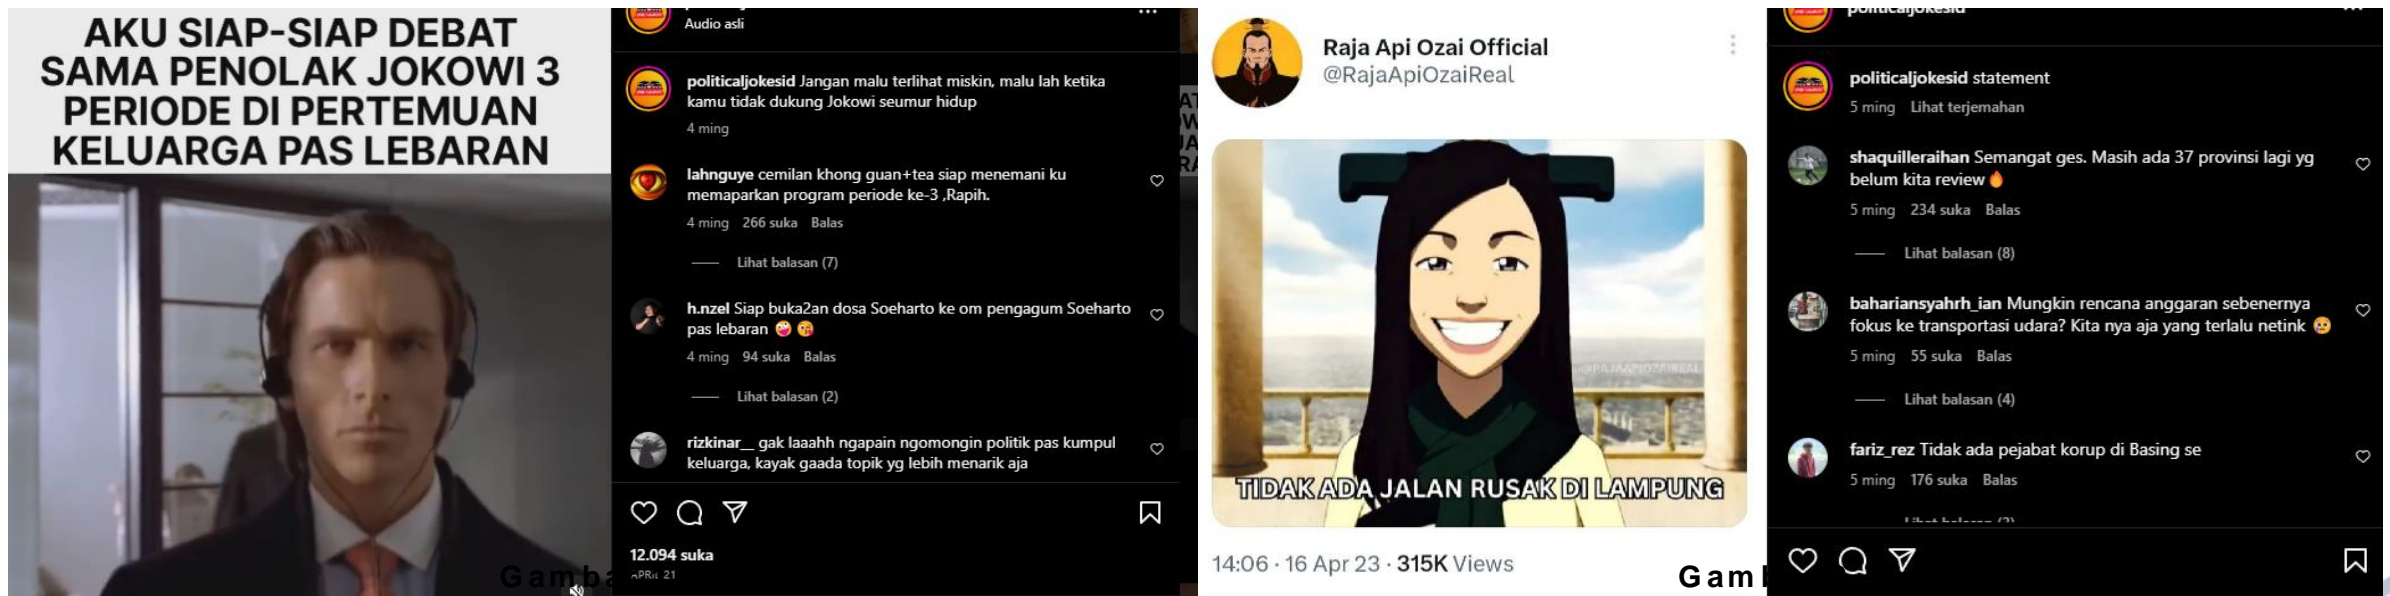 AKU SIAP-SIAP DEBAT
SAMA PENOLAK JOKOWI 3
PERIODE DI PERTEMUAN
KELUARGA PAS LEBARAN
Audio asli
politicaljokesid Jangan malu terlihat miskin, malu lah ketika
kamu tidak dukung Jokowi seumur hidup
4 ming
lahnguye cemilan khong guan+tea siap menemani ku
memaparkan program periode ke-3 ,Rapih.
4 ming 266 suka Balas
Lihat balasan (7)
h.nzel Siap buka2an dosa Soeharto ke om pengagum Soeharto
pas lebaran 🤪 😘
4 ming 94 suka Balas
Lihat balasan (2)
rizkinar__ gak laaahh ngapain ngomongin politik pas kumpul
keluarga, kayak gaada topik yg lebih menarik aja
12.094 suka
APRIL 21
Raja Api Ozai Official
@RajaApiOzaiReal
@RAJAAPIOZAIREAL
TIDAK ADA JALAN RUSAK DI LAMPUNG
14:06 · 16 Apr 23 · 315K Views
politicaljokesid
politicaljokesid statement
5 ming Lihat terjemahan
shaquilleraihan Semangat ges. Masih ada 37 provinsi lagi yg
belum kita review🔥
5 ming 234 suka Balas
Lihat balasan (8)
bahariansyahrh_ian Mungkin rencana anggaran sebenernya
fokus ke transportasi udara? Kita nya aja yang terlalu netink 😢
5 ming 55 suka Balas
Lihat balasan (4)
fariz_rez Tidak ada pejabat korup di Basing se
5 ming 176 suka Balas